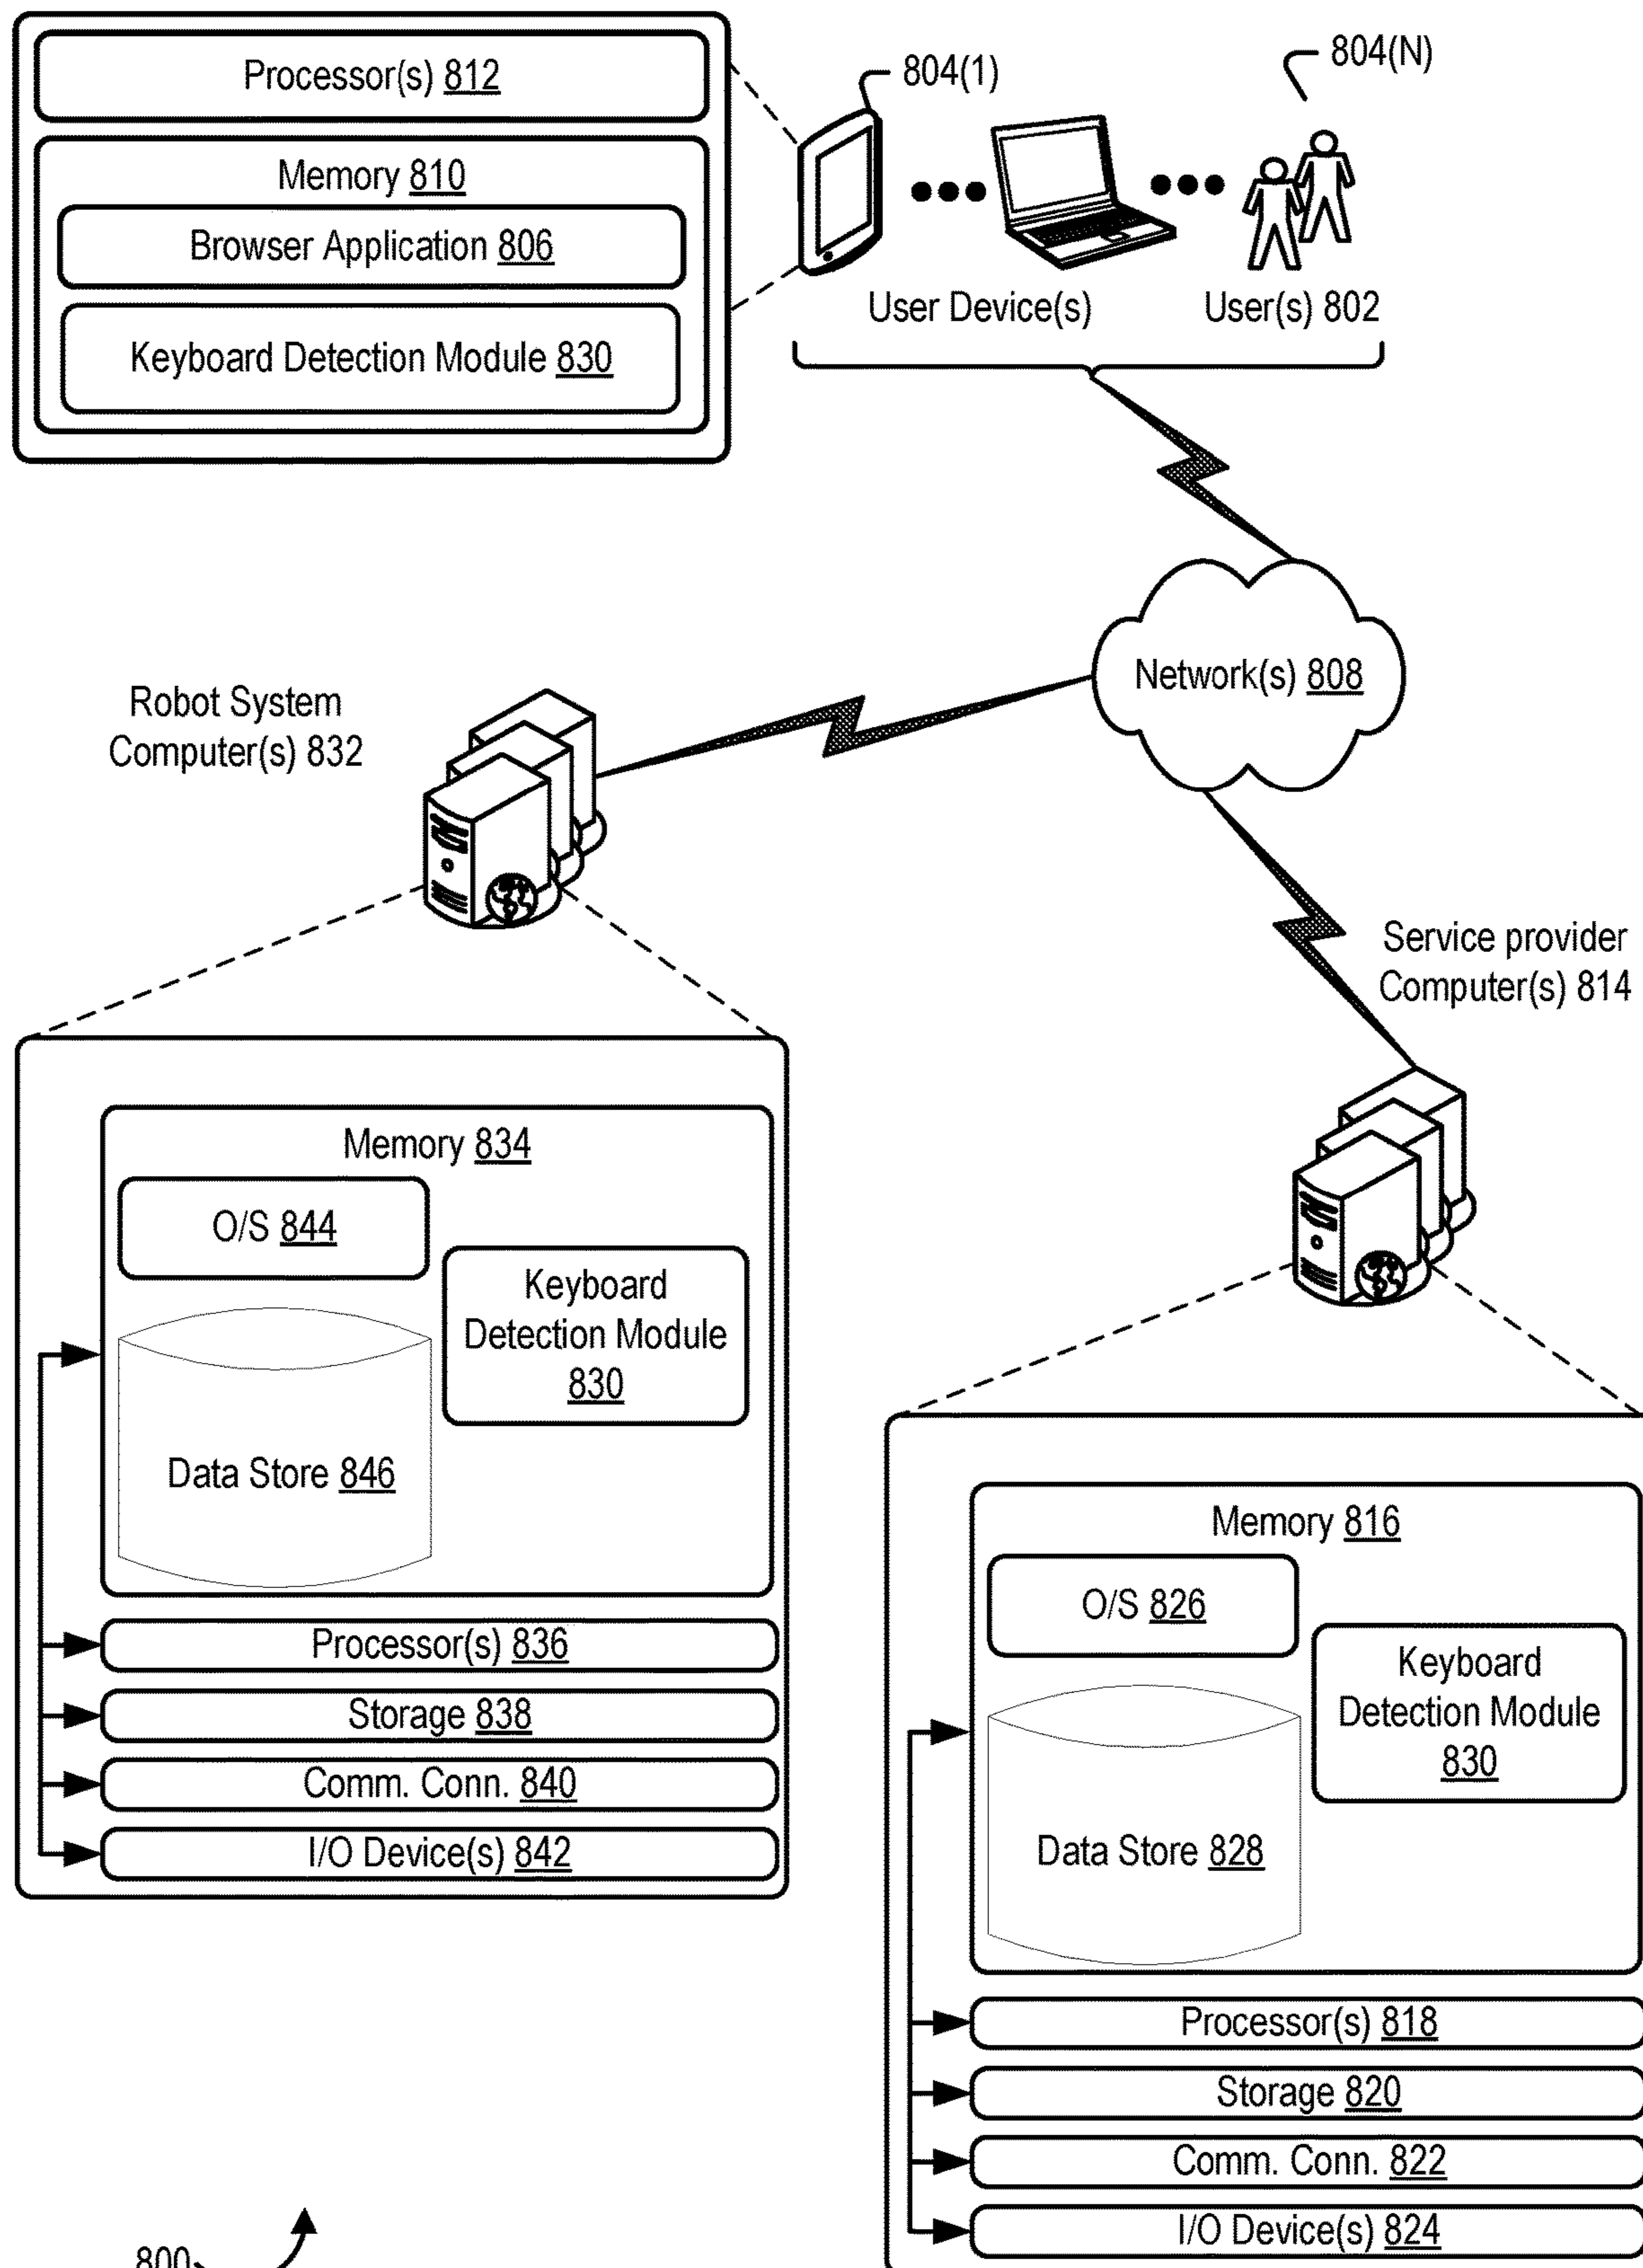 Processor(s) 812
Memory 810
Browser Application 806
Keyboard Detection Module 830
804(1)
804(N)
User Device(s)
User(s) 802
Network(s) 808
Robot System
Computer(s) 832
Service provider
Computer(s) 814
Memory 834
O/S 844
Keyboard
Detection Module
830
Data Store 846
Processor(s) 836
Storage 838
Comm. Conn. 840
I/O Device(s) 842
Memory 816
O/S 826
Keyboard
Detection Module
830
Data Store 828
Processor(s) 818
Storage 820
Comm. Conn. 822
I/O Device(s) 824
800